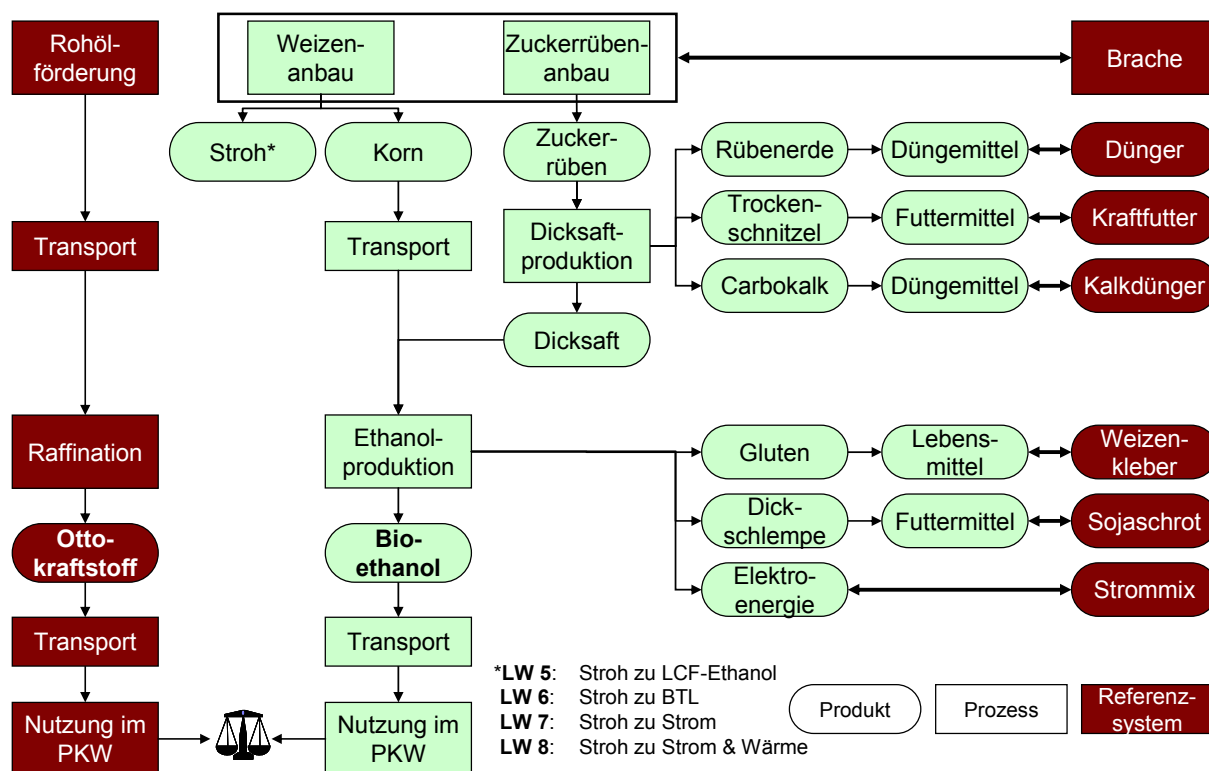 Rohöl-
förderung
Weizen-
anbau
Zuckerrüben-
anbau
Brache
Stroh*
Korn
Zucker-
rüben
Rübenerde
Düngemittel
Dünger
Transport
Transport
Dicksaft-
produktion
Trocken-
schnitzel
Futtermittel
Kraftfutter
Carbokalk
Düngemittel
Kalkdünger
Dicksaft
Raffination
Ethanol-
produktion
Gluten
Lebens-
mittel
Weizen-
kleber
Otto-
kraftstoff
Bio-
ethanol
Dick-
schlempe
Futtermittel
Sojaschrot
Elektro-
energie
Strommix
Transport
Transport
Nutzung im
PKW
Nutzung im
PKW
*LW 5: Stroh zu LCF-Ethanol
LW 6: Stroh zu BTL
LW 7: Stroh zu Strom
LW 8: Stroh zu Strom & Wärme
Produkt
Prozess
Referenz-
system